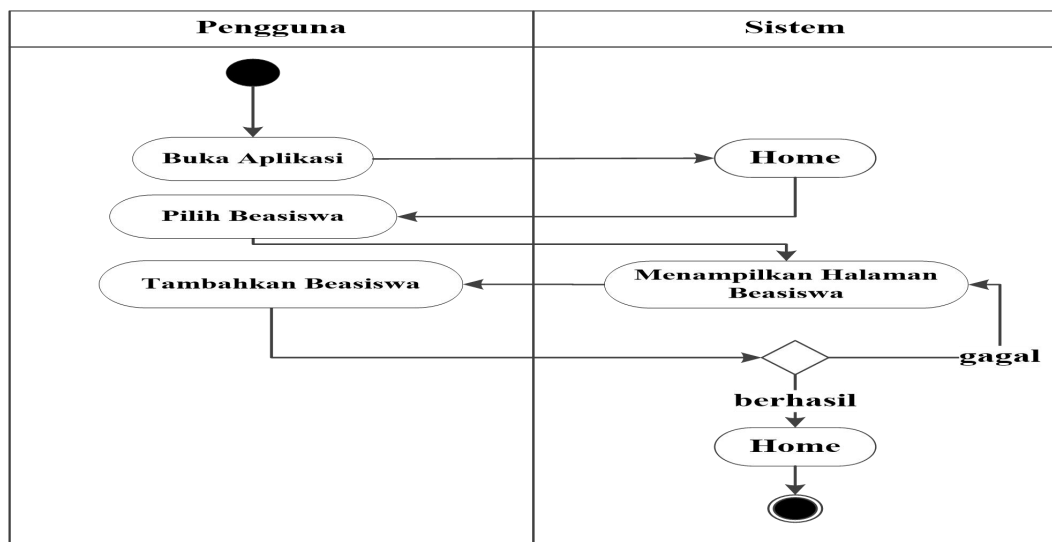 Pengguna
Sistem
Buka Aplikasi
Home
Pilih Beasiswa
Menampilkan Halaman
Beasiswa
Tambahkan Beasiswa
gagal
berhasil
Home